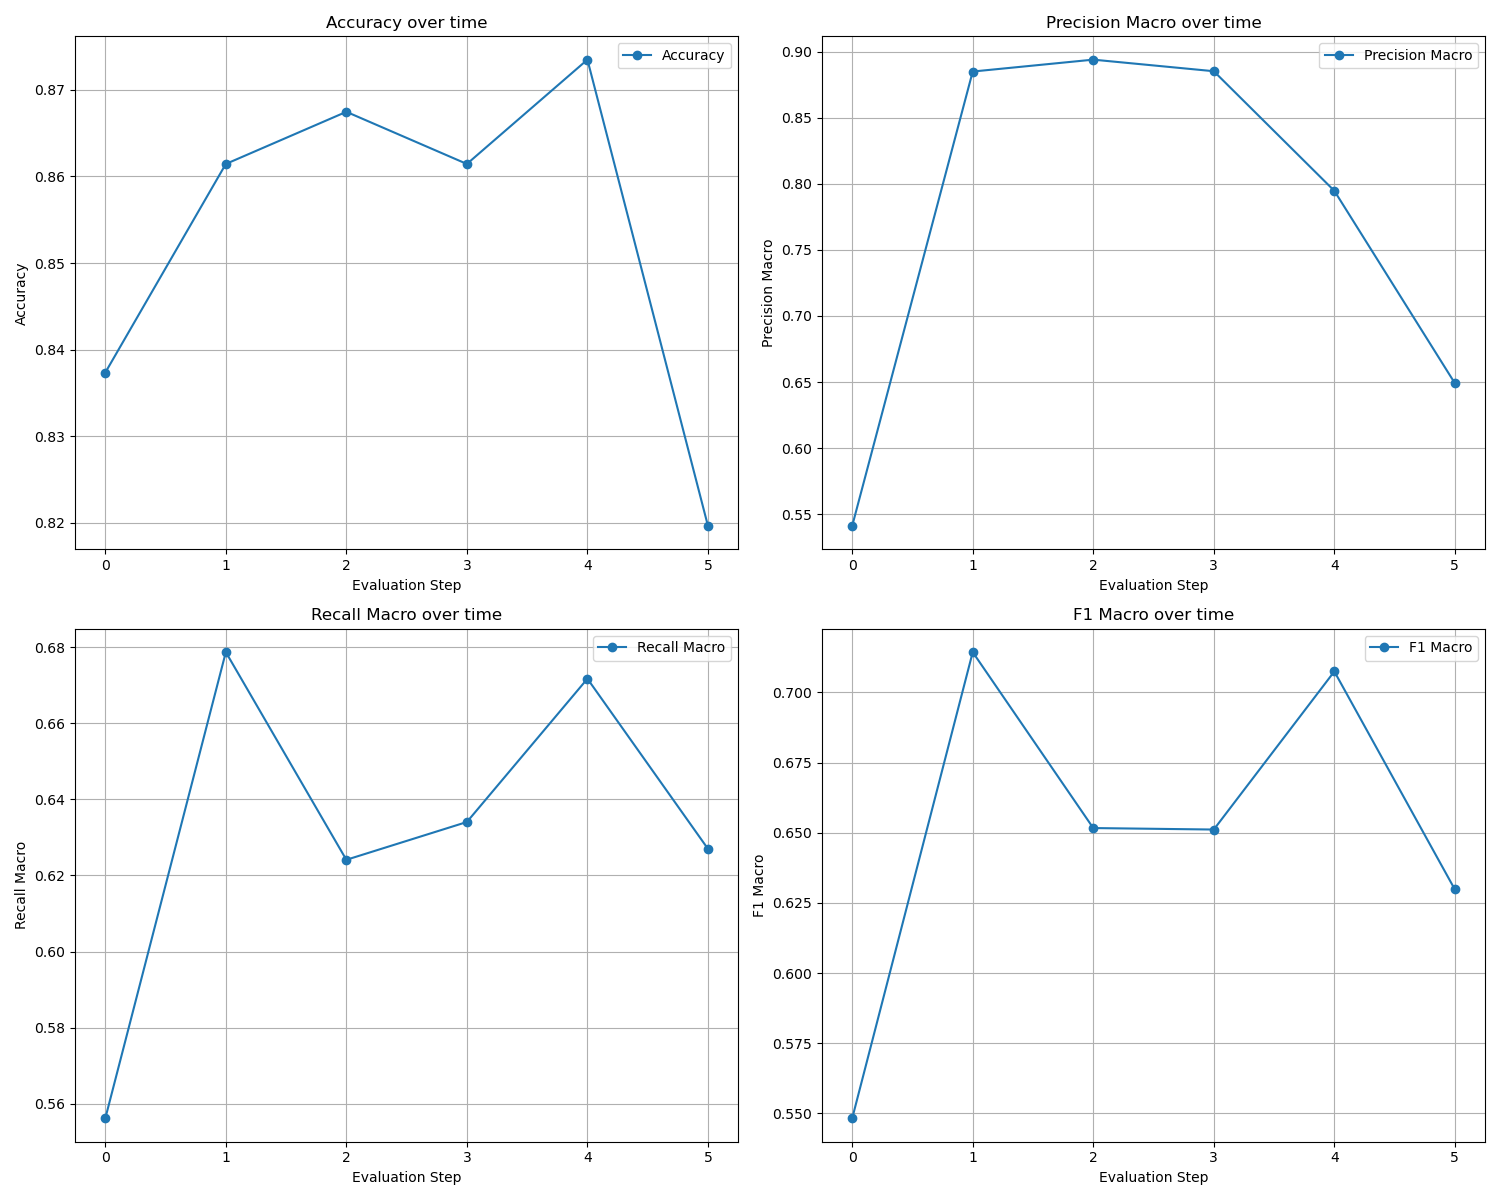 Accuracy over time
Accuracy
0.87
0.86
0.85
0.84
0.83
0.82
Accuracy
0 1 2 3 4 5
Evaluation Step
Precision Macro over time
Precision Macro
0.90
0.85
0.80
0.75
0.70
0.65
0.60
0.55
Precision Macro
0 1 2 3 4 5
Evaluation Step
Recall Macro over time
Recall Macro
0.68
0.66
0.64
0.62
0.60
0.58
0.56
Recall Macro
0 1 2 3 4 5
Evaluation Step
F1 Macro over time
F1 Macro
0.700
0.675
0.650
0.625
0.600
0.575
0.550
F1 Macro
0 1 2 3 4 5
Evaluation Step